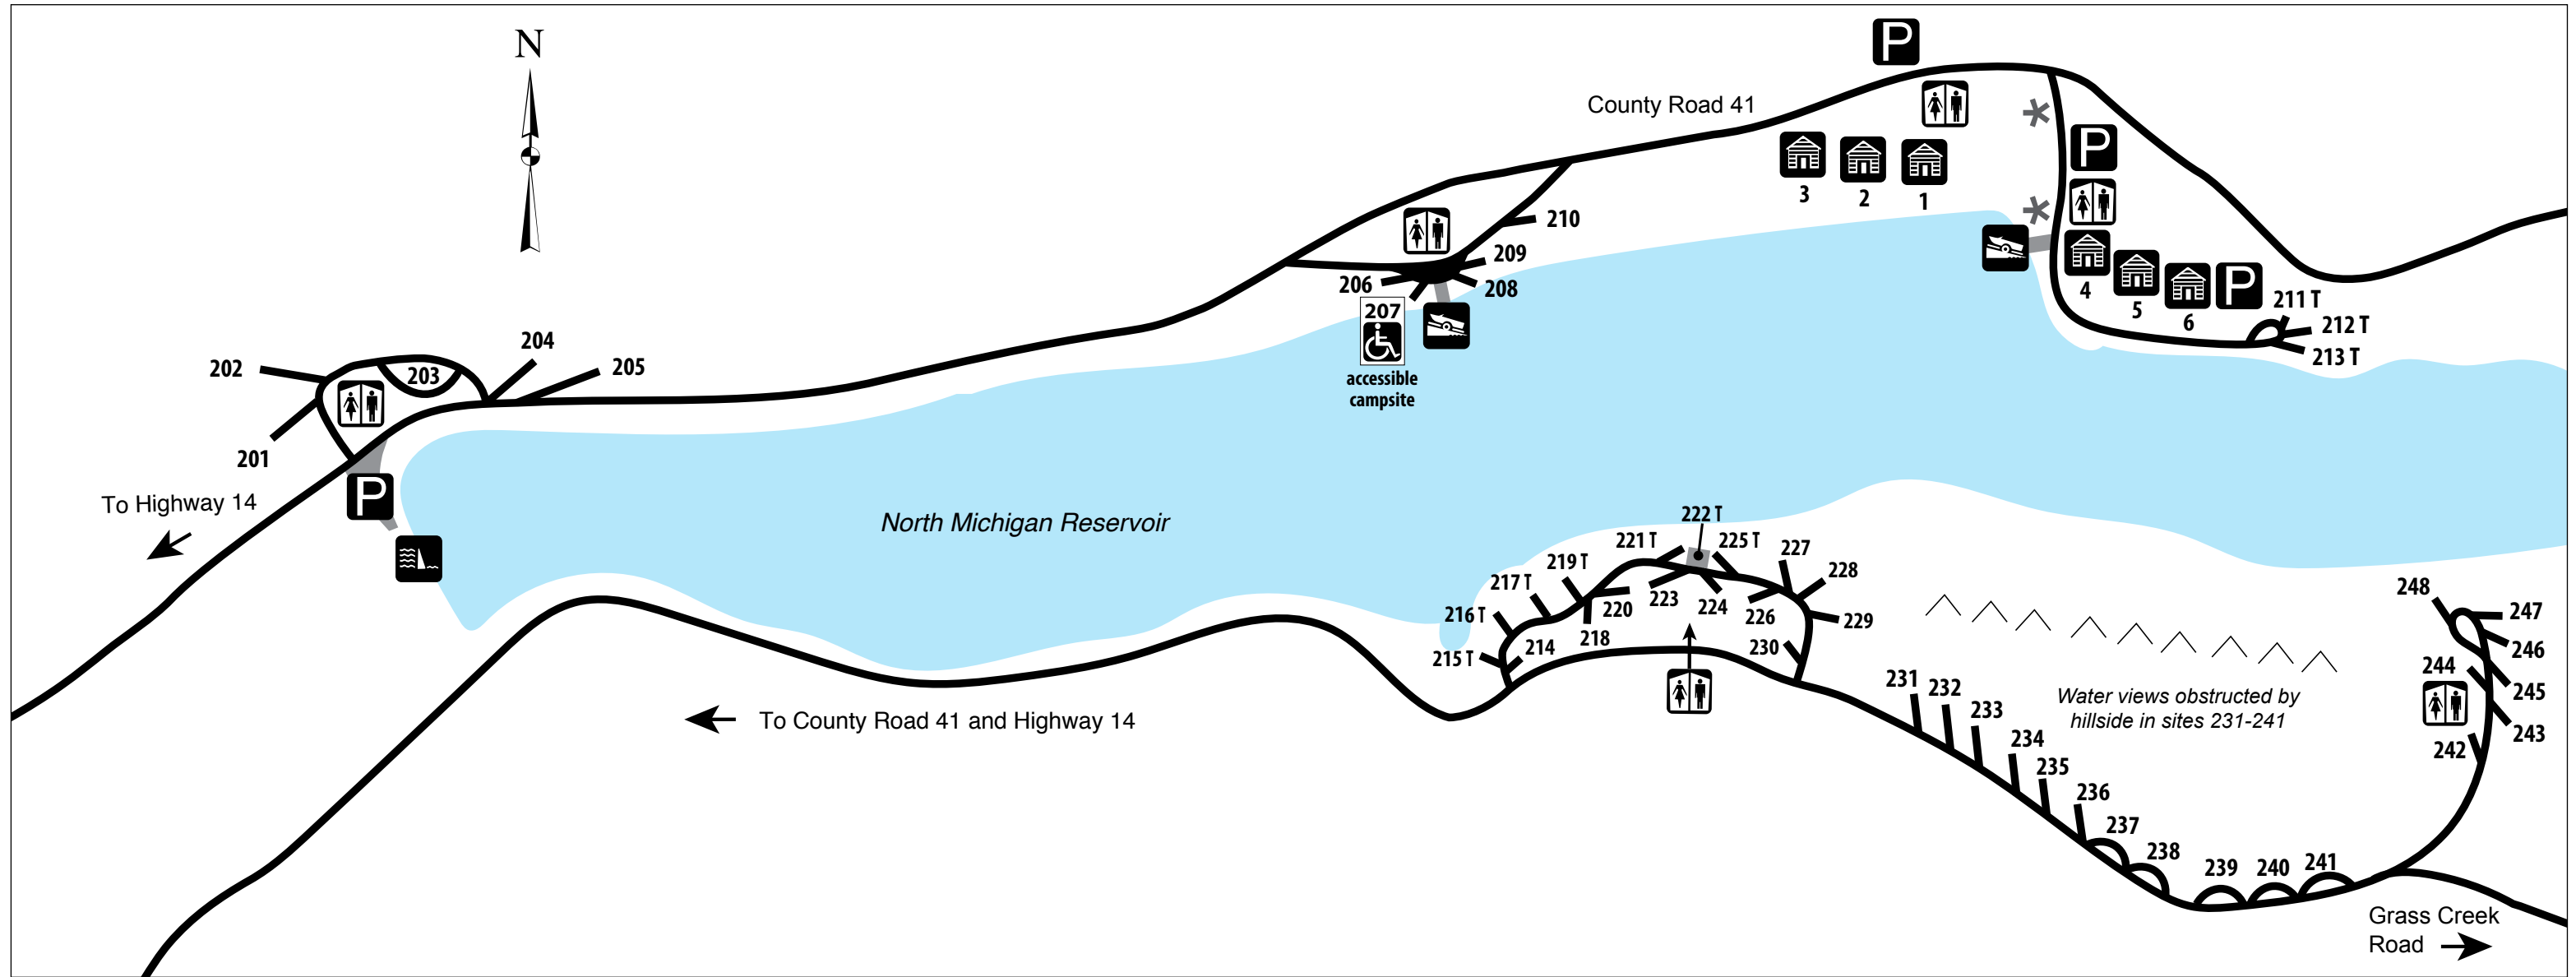 N
P
County Road 41
P
3
2
1
210
209
206
208
207
accessible
campsite
4
5
6
P
211 T
212 T
213 T
204
205
202
203
201
P
To Highway 14
North Michigan Reservoir
222 T
221 T
225 T
227
219 T
228
217 T
223
224
226
220
229
216 T
218
214
230
215 T
To County Road 41 and Highway 14
231
232
233
234
235
236
237
238
239
240
241
Water views obstructed by
hillside in sites 231-241
248
247
246
244
245
243
242
Grass Creek
Road